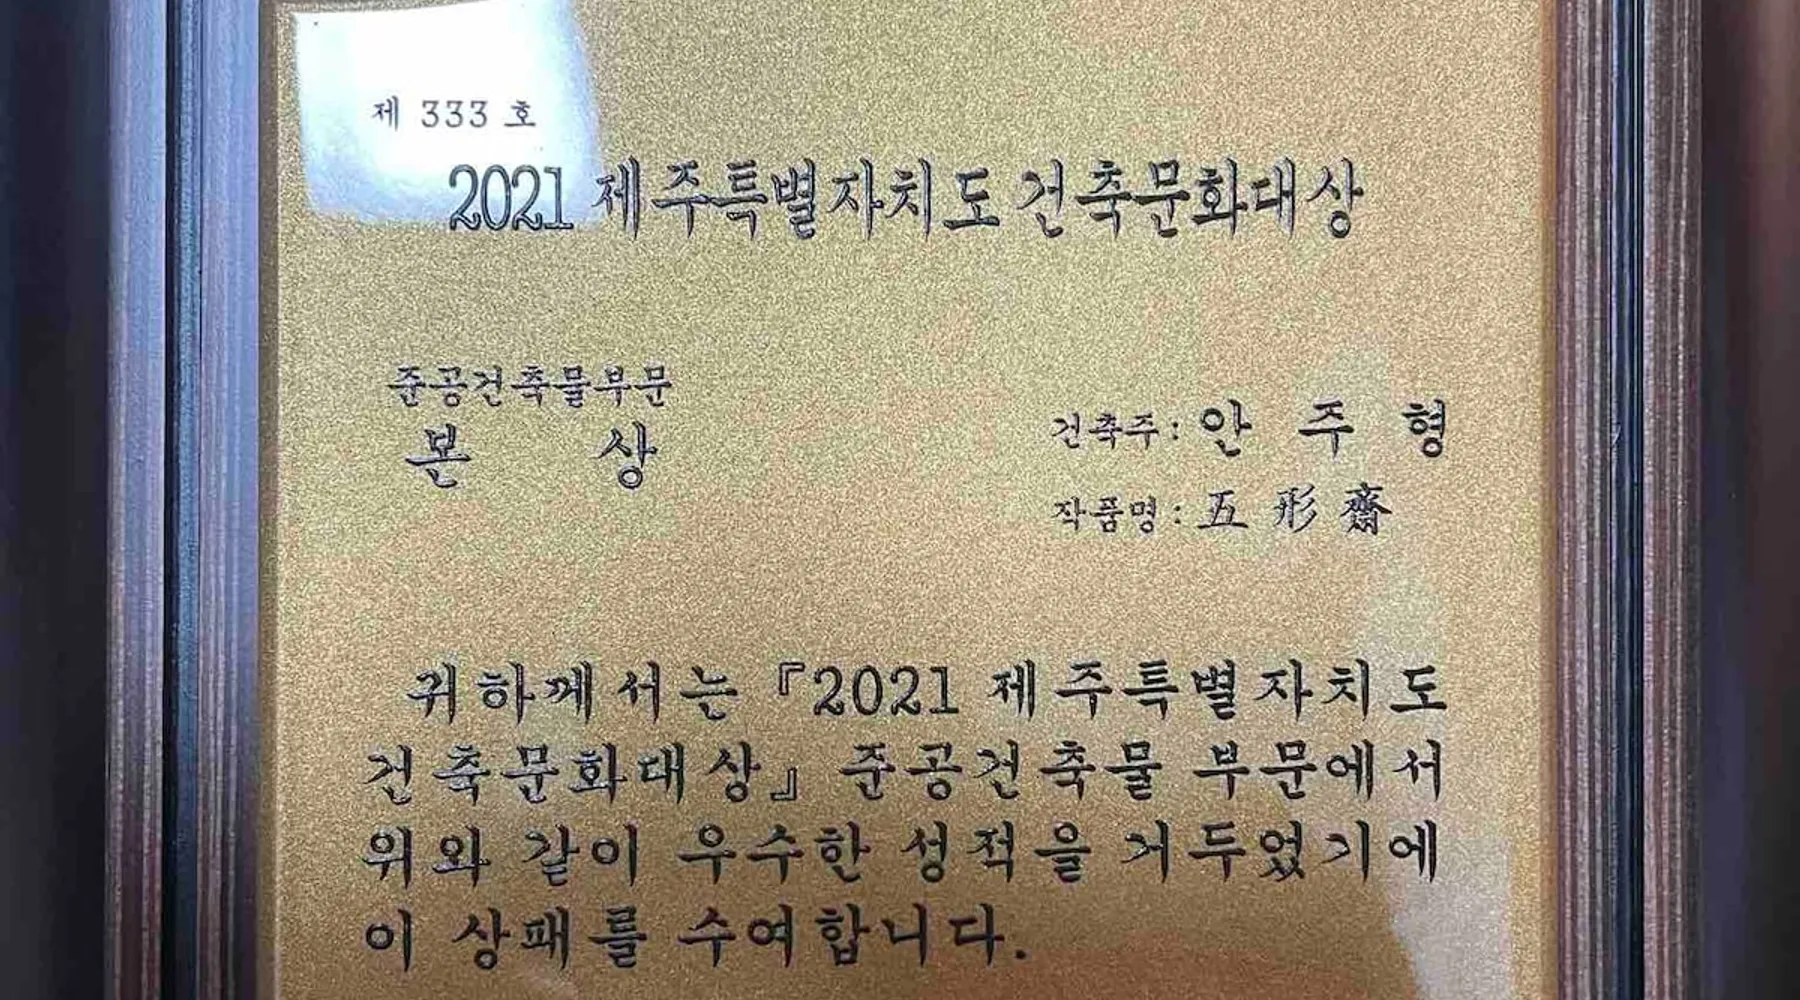 제 333 호
2021 제주특별자치도 건축문화대상
준공건축물부문
본 상
건축주: 안 주 형
작품명: 五 形 齋
귀하께서는 『2021 제주특별자치도
건축문화대상』 준공건축물 부문에서
위와 같이 우수한 성적을 거두었기에
이 상패를 수여합니다.